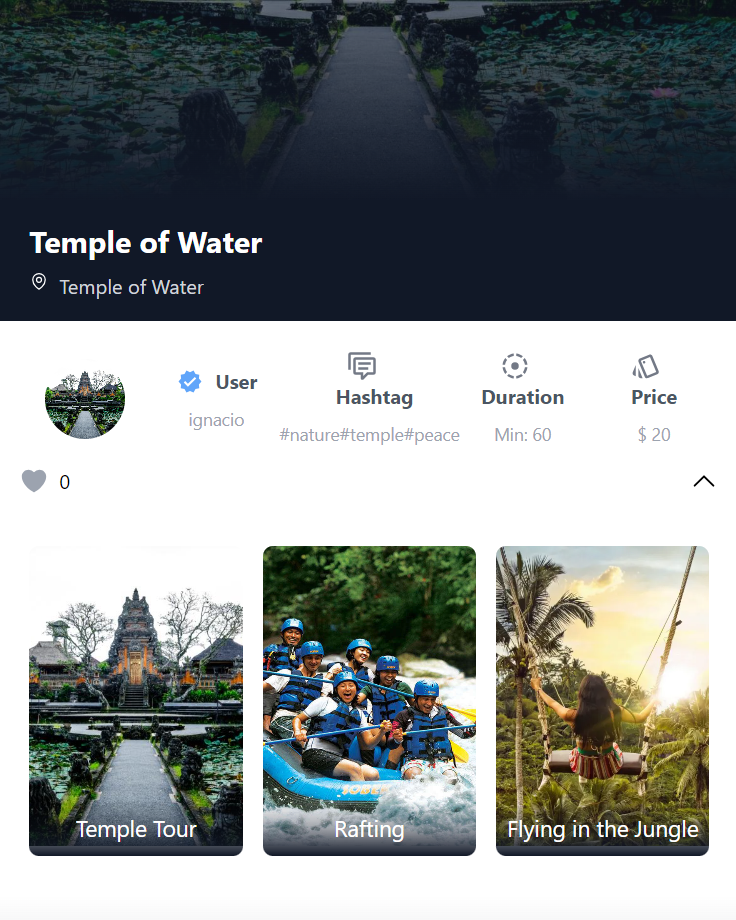 Temple of Water
Temple of Water
User
ignacio
Hashtag
#nature#temple#peace
Duration
Min: 60
Price
$ 20
0
SOBEK
Temple Tour
Rafting
Flying in the Jungle